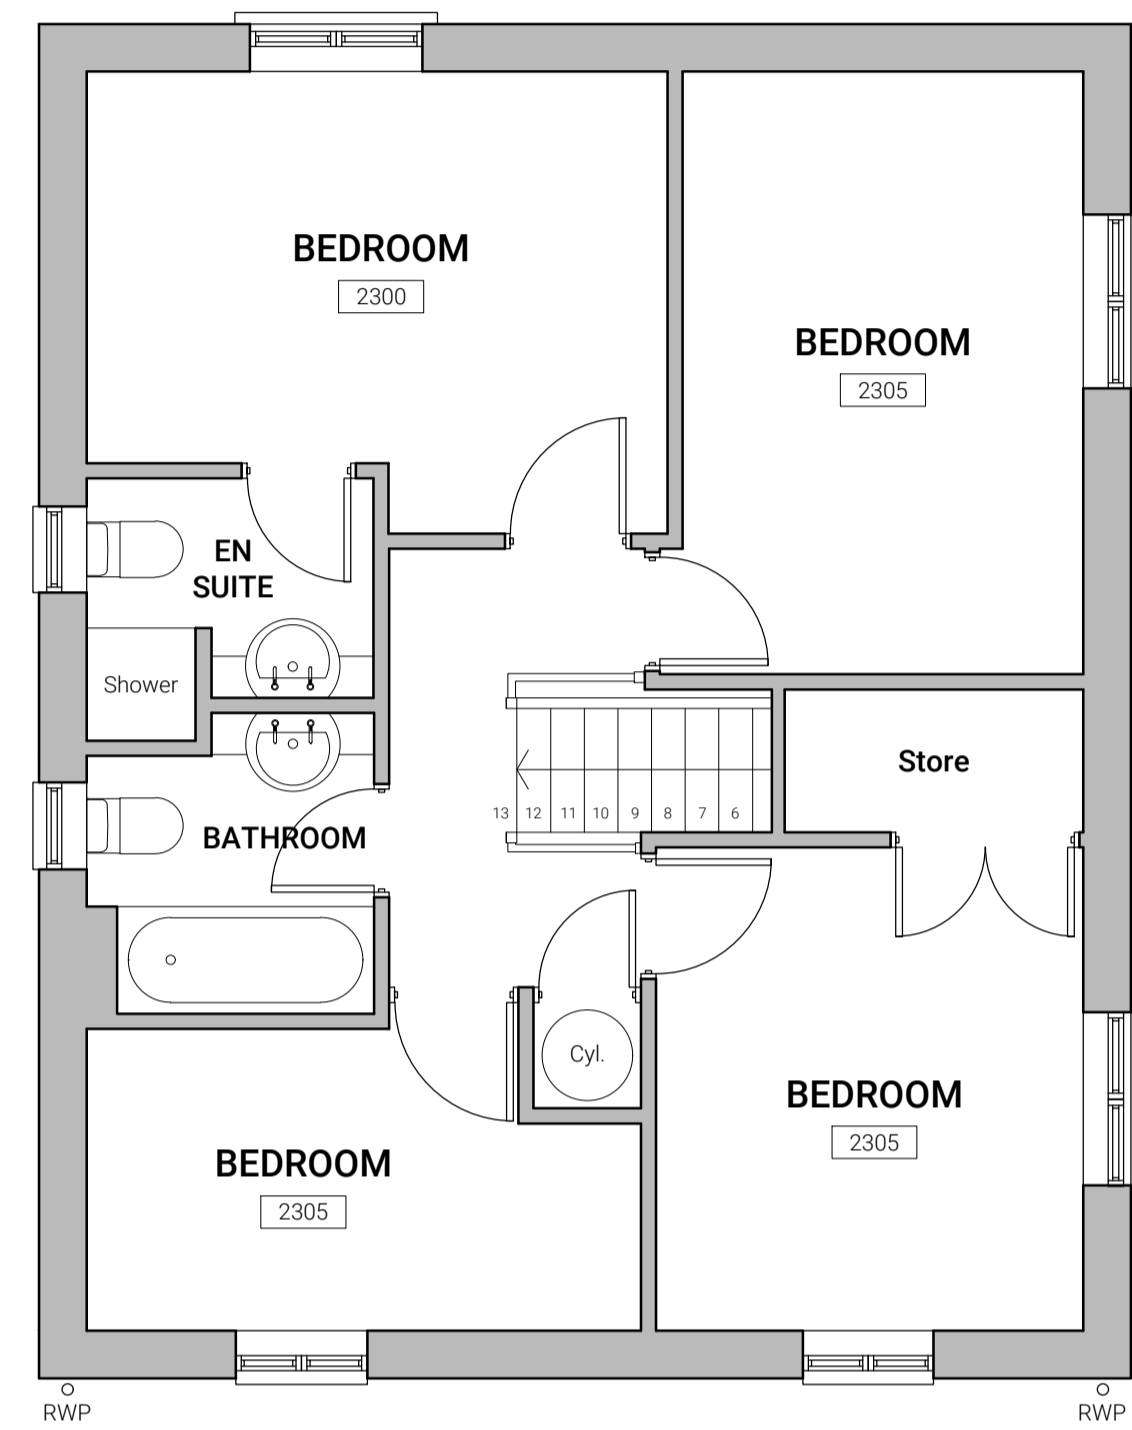 BEDROOM
2300
BEDROOM
2305
EN
SUITE
Shower
Store
13 12 11 10 9 8 7 6
BATHROOM
Cyl.
BEDROOM
2305
BEDROOM
2305
RWP
RWP